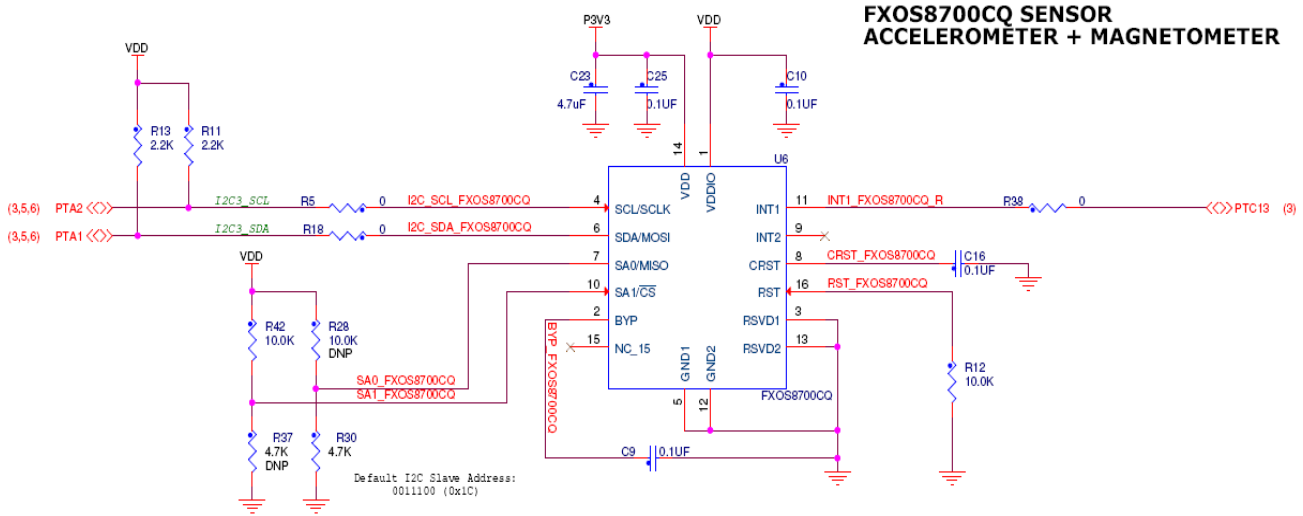 FXOS8700CQ SENSOR
ACCELEROMETER + MAGNETOMETER
P3V3
VDD
VDD
C23
4.7uF
C25
0.1UF
C10
0.1UF
R13
2.2K
R11
2.2K
14
1
U6
VDD
VDDIO
(3,5,6) PTA2
I2C3_SCL
R5
0
I2C_SCL_FXOS8700CQ
4
SCL/SCLK
INT1
11
INT1_FXOS8700CQ_R
R38
0
PTC13 (3)
(3,5,6) PTA1
I2C3_SDA
R18
0
I2C_SDA_FXOS8700CQ
6
SDA/MOSI
INT2
9
VDD
7
SA0/MISO
CRST
8
CRST_FXOS8700CQ
C16
0.1UF
10
SA1/CS
RST
16
RST_FXOS8700CQ
2
BYP
RSVD1
3
BYP_FXOS8700CQ
15
NC_15
RSVD2
13
R42
10.0K
R28
10.0K
DNP
GND1
GND2
R12
10.0K
SA0_FXOS8700CQ
SA1_FXOS8700CQ
5
12
FXOS8700CQ
R37
4.7K
DNP
R30
4.7K
C9
0.1UF
Default I2C Slave Address:
0011100 (0x1C)